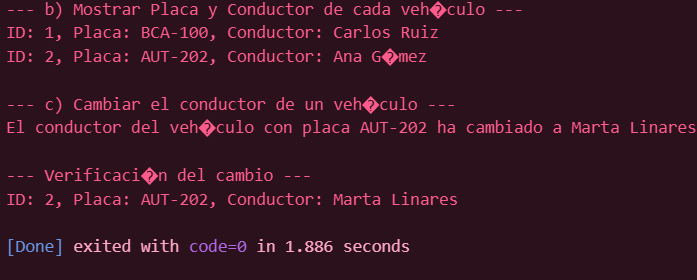 --- b) Mostrar Placa y Conductor de cada veh�culo ---
ID: 1, Placa: BCA-100, Conductor: Carlos Ruiz
ID: 2, Placa: AUT-202, Conductor: Ana G�mez
--- c) Cambiar el conductor de un veh�culo ---
El conductor del veh�culo con placa AUT-202 ha cambiado a Marta Linares
--- Verificaci�n del cambio ---
ID: 2, Placa: AUT-202, Conductor: Marta Linares
[Done] exited with code=0 in 1.886 seconds